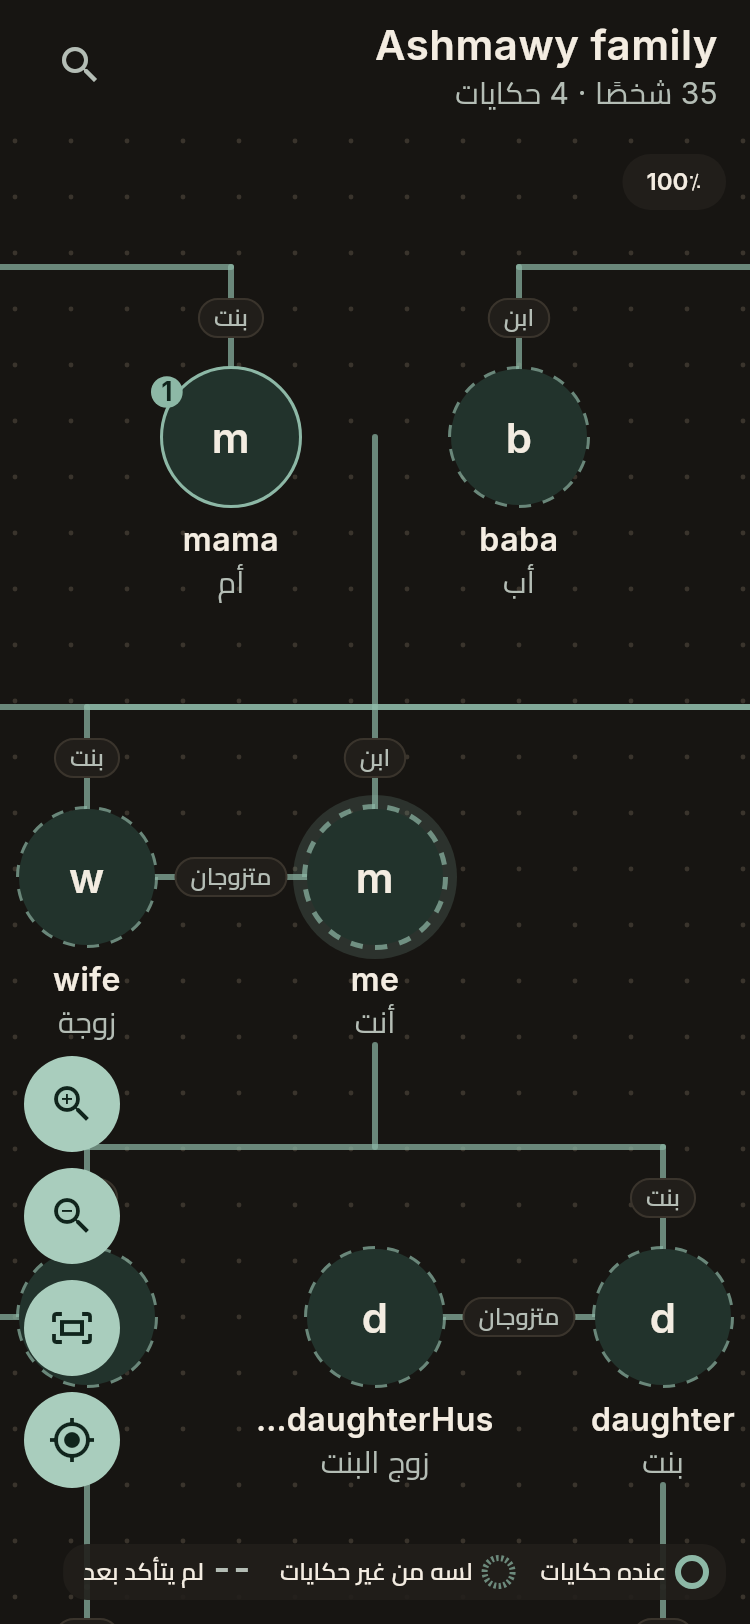 Ashmawy family
35 شخصًا · 4 حكايات
100٪
ابن
بنت
b
1
m
baba
mama
أب
أم
ابن
بنت
m
متزوجان
w
me
wife
أنت
زوجة
بنت
d
متزوجان
d
daughter
daughterHus...
بنت
زوج البنت
عنده حكايات
لسه من غير حكايات
لم يتأكد بعد